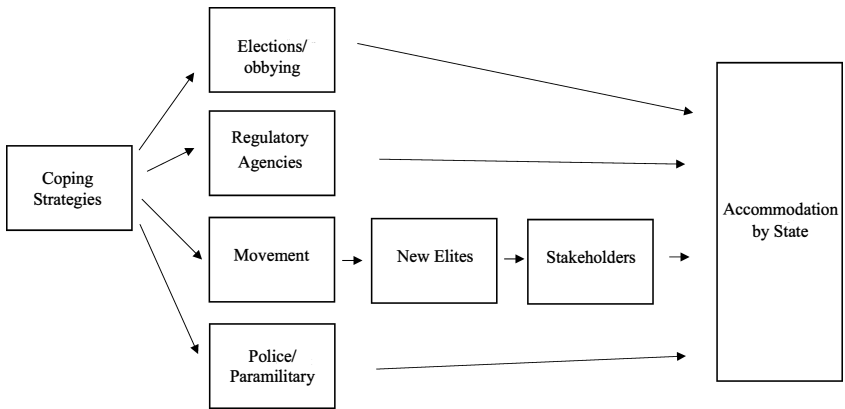 Elections/
obbying
Regulatory
Agencies
Coping
Strategies
Movement
New Elites
Stakeholders
Accommodation
by State
Police/
Paramilitary